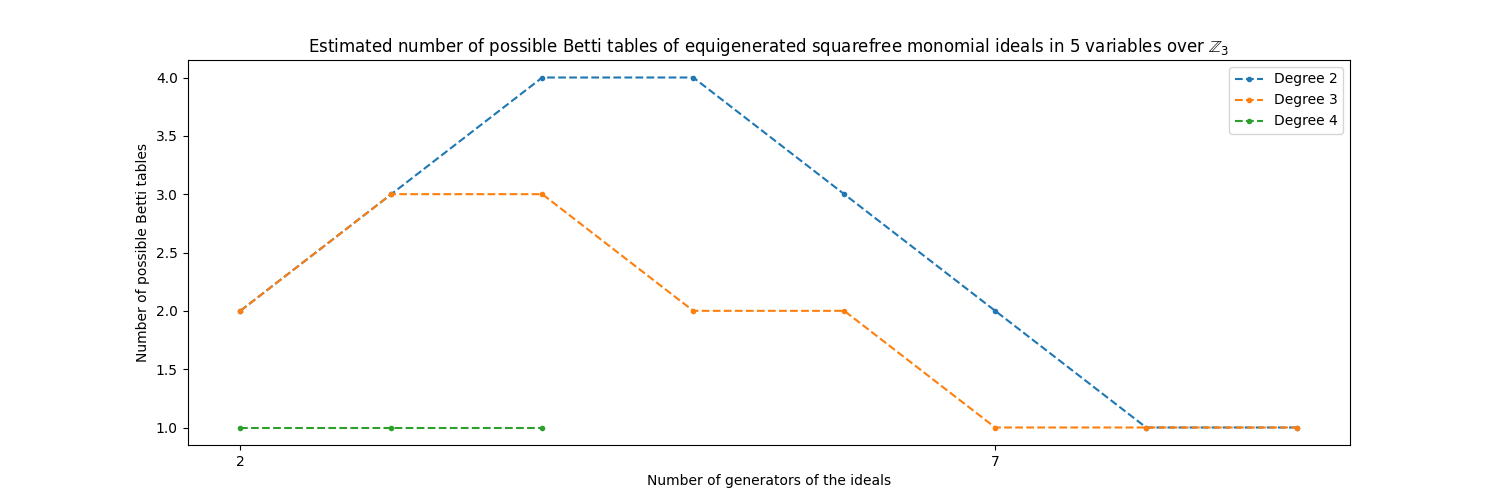 Estimated number of possible Betti tables of equigenerated squarefree monomial ideals in 5 variables over ℤ₃
Degree 2
Degree 3
Degree 4
Number of possible Betti tables
4.0
3.5
3.0
2.5
2.0
1.5
1.0
2
7
Number of generators of the ideals